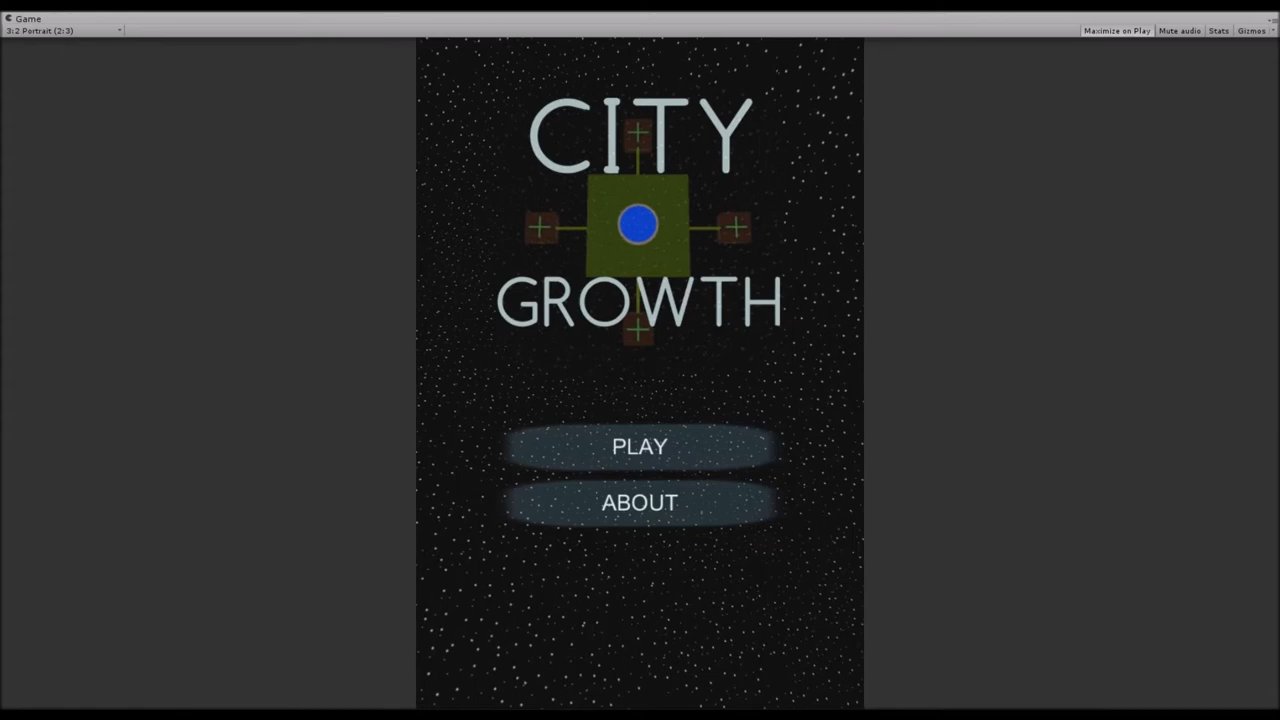 Game
3:2 Portrait (2:3)
Maximize on Play Mute audio Stats Gizmos
CITY
GROWTH
PLAY
ABOUT